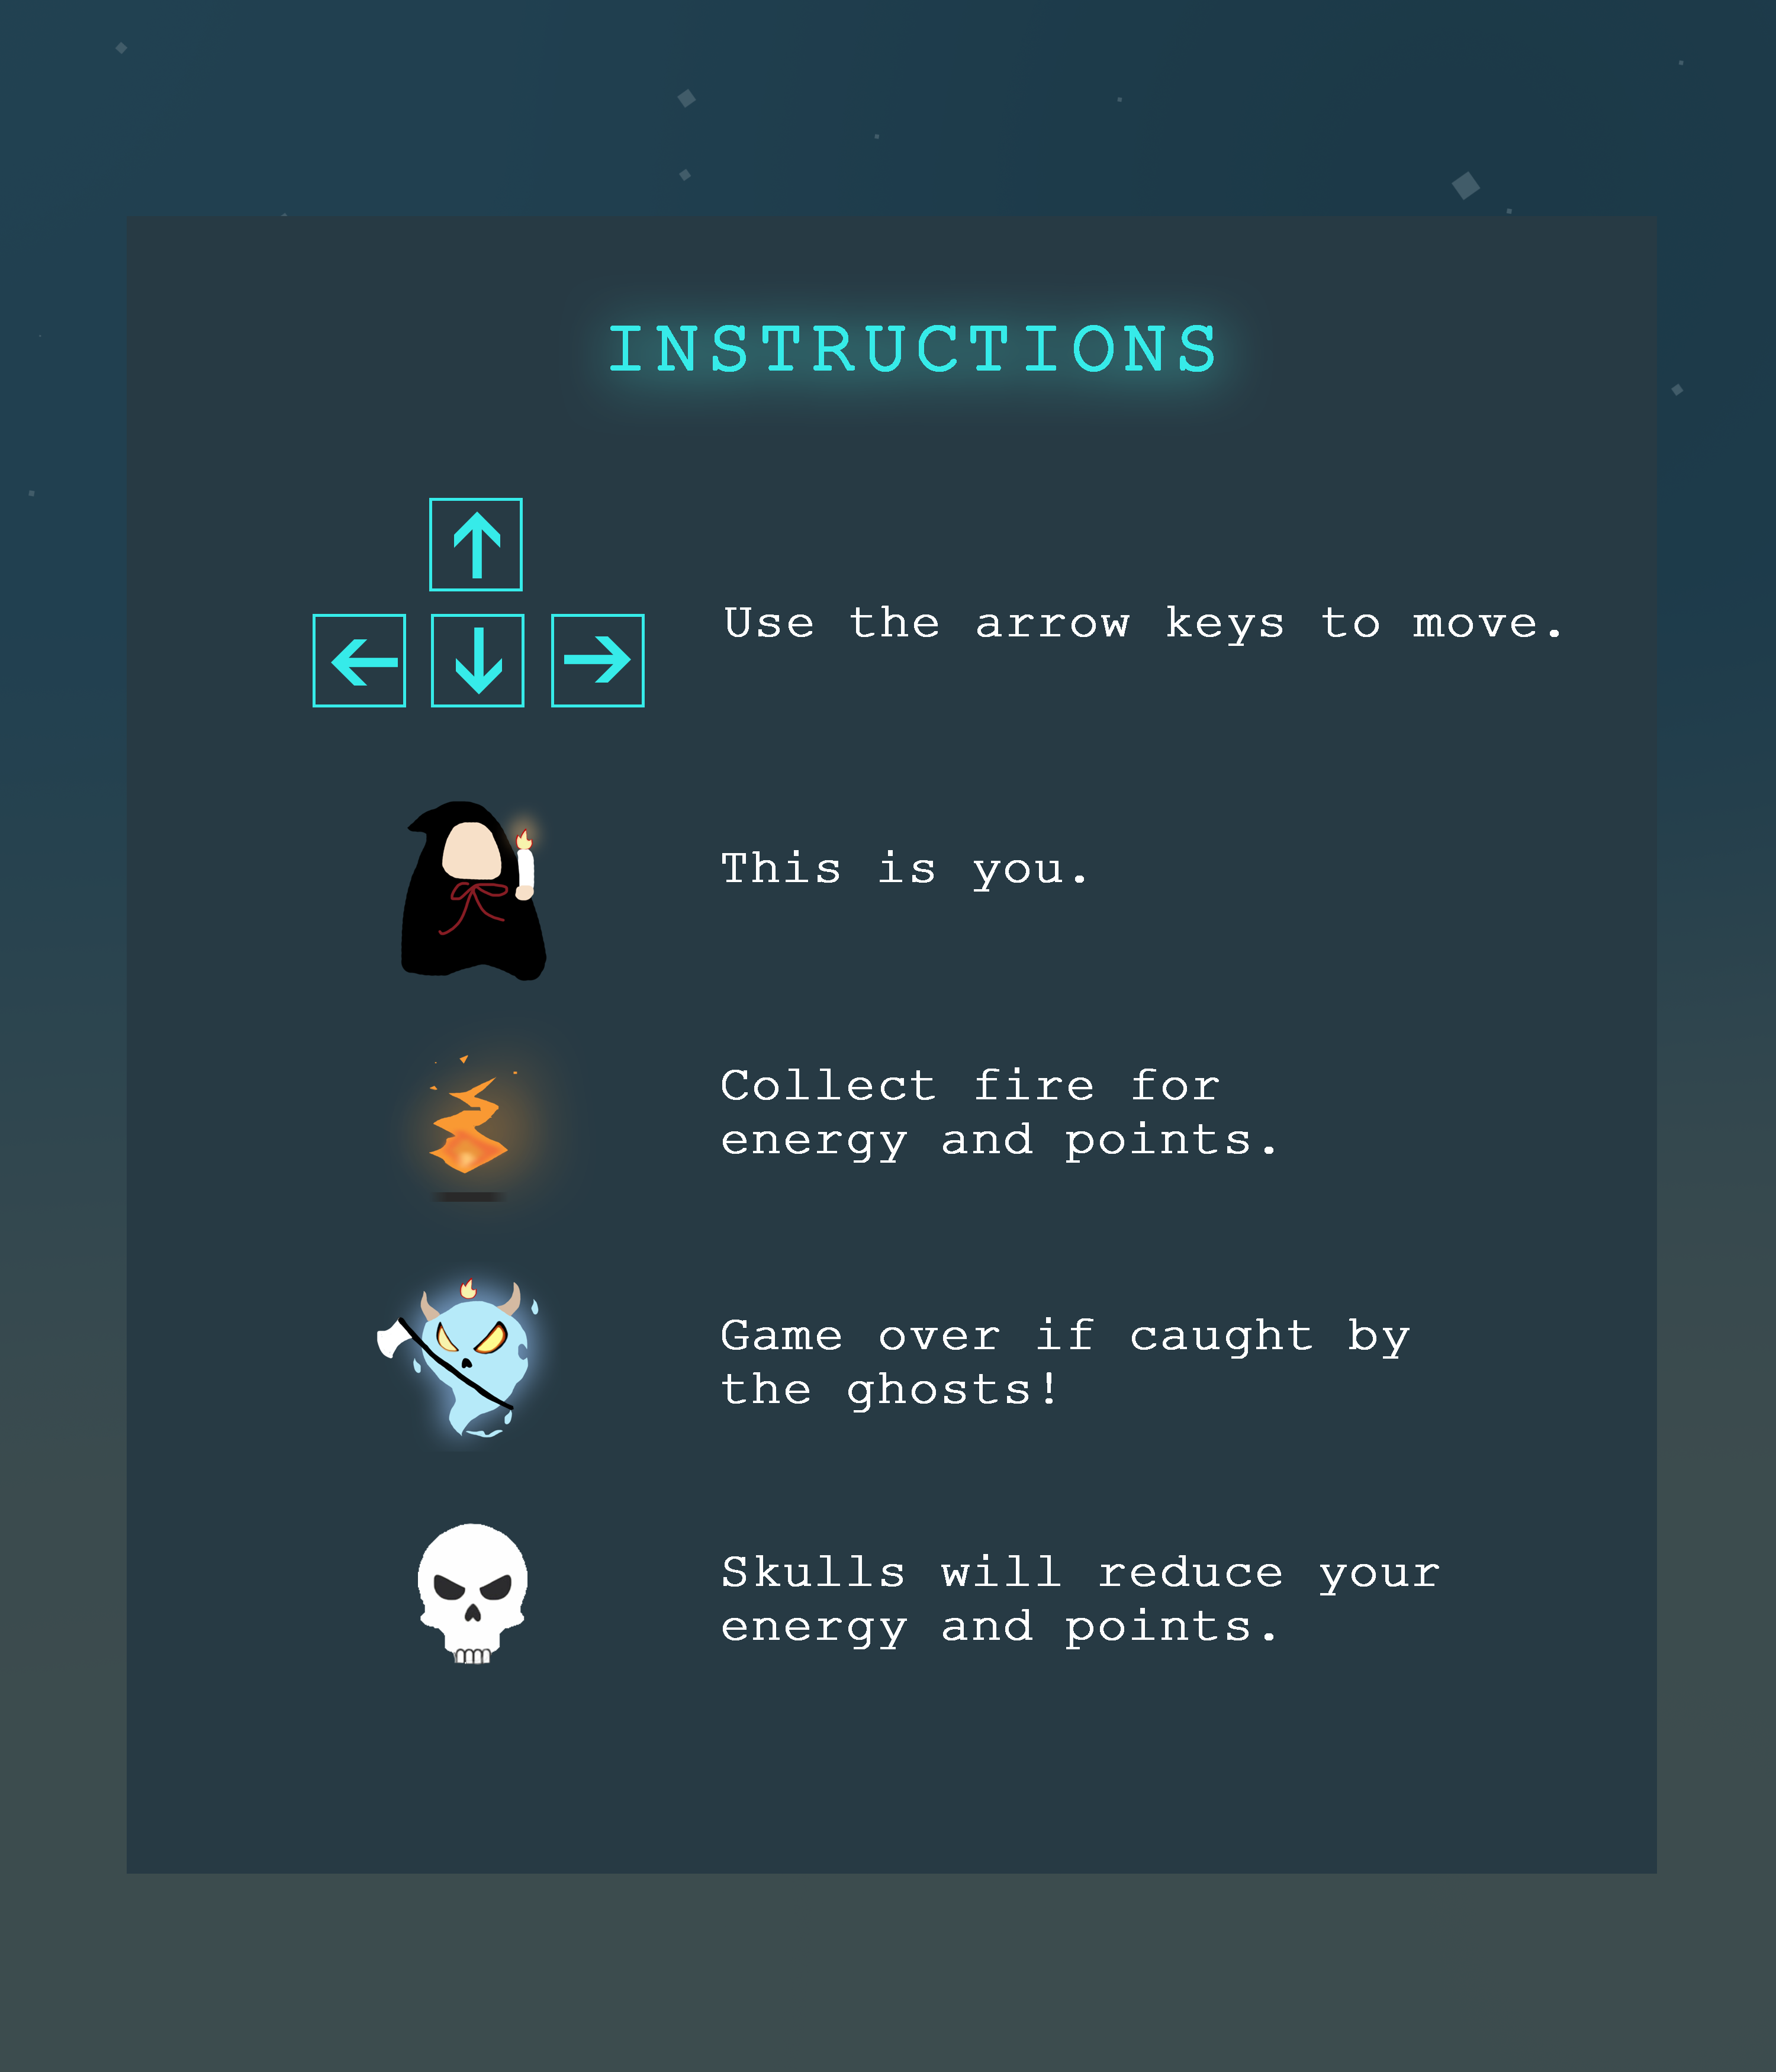 INSTRUCTIONS
Use the arrow keys to move.
This is you.
Collect fire for
energy and points.
Game over if caught by
the ghosts!
Skulls will reduce your
energy and points.